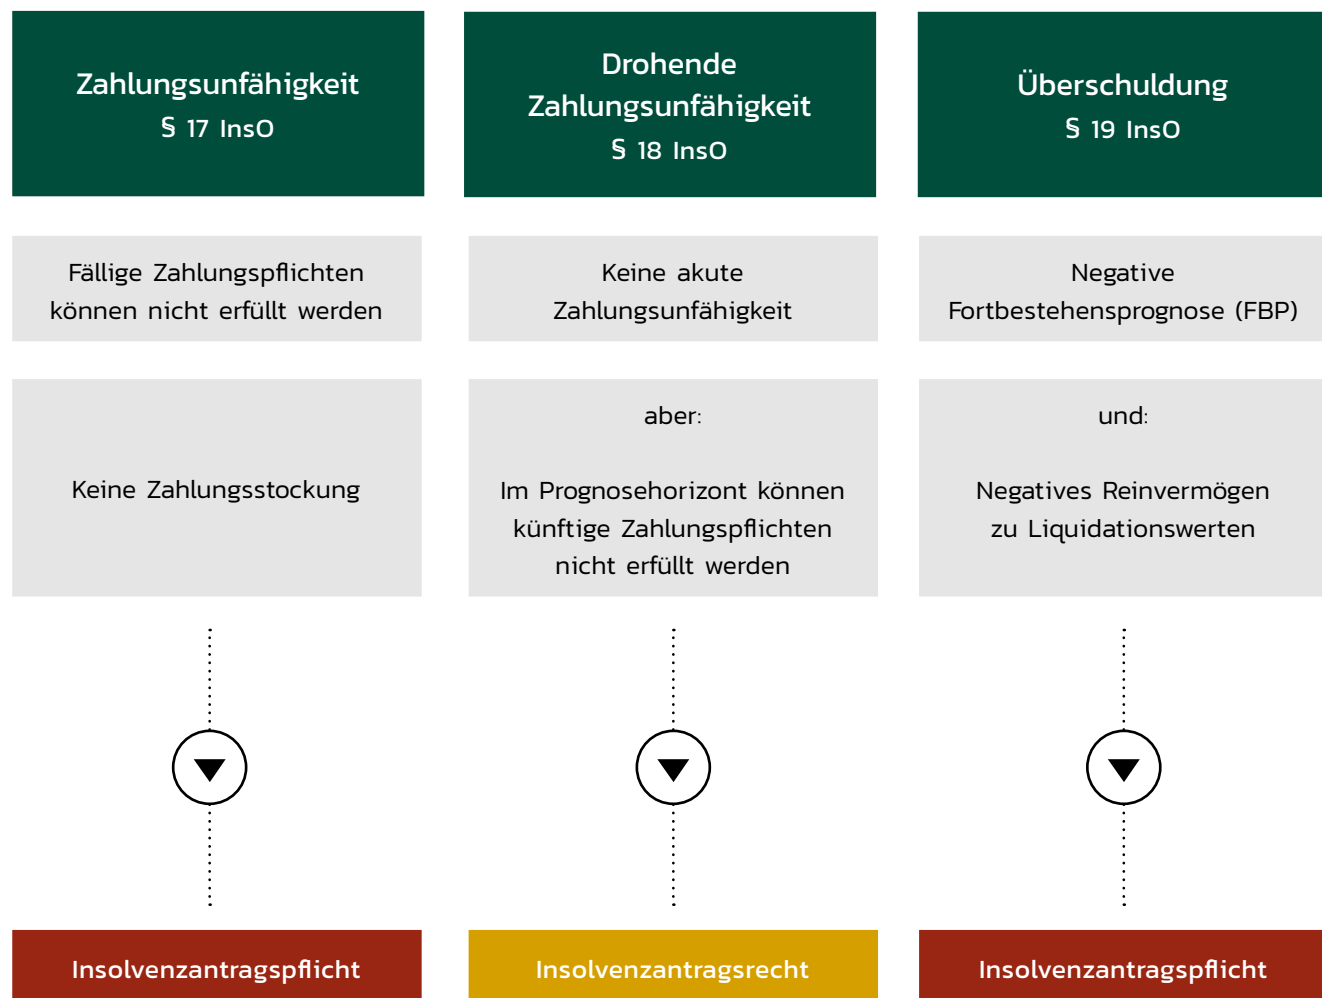 Zahlungsunfähigkeit
§ 17 InsO
Drohende
Zahlungsunfähigkeit
§ 18 InsO
Überschuldung
§ 19 InsO
Fällige Zahlungspflichten
können nicht erfüllt werden
Keine akute
Zahlungsunfähigkeit
Negative
Fortbestehensprognose (FBP)
Keine Zahlungsstockung
aber:
Im Prognosehorizont können
künftige Zahlungspflichten
nicht erfüllt werden
und:
Negatives Reinvermögen
zu Liquidationswerten
Insolvenzantragspflicht
Insolvenzantragsrecht
Insolvenzantragspflicht